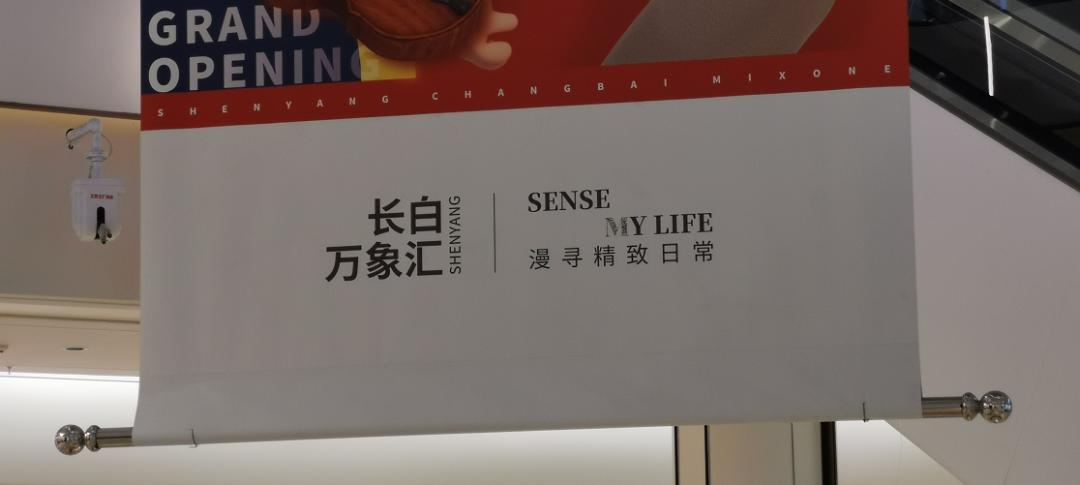 GRAND
OPENING
SHENYANG CHANGBAI MIXONE
长白
万象汇
SHENYANG
SENSE
MY LIFE
漫寻精致日常